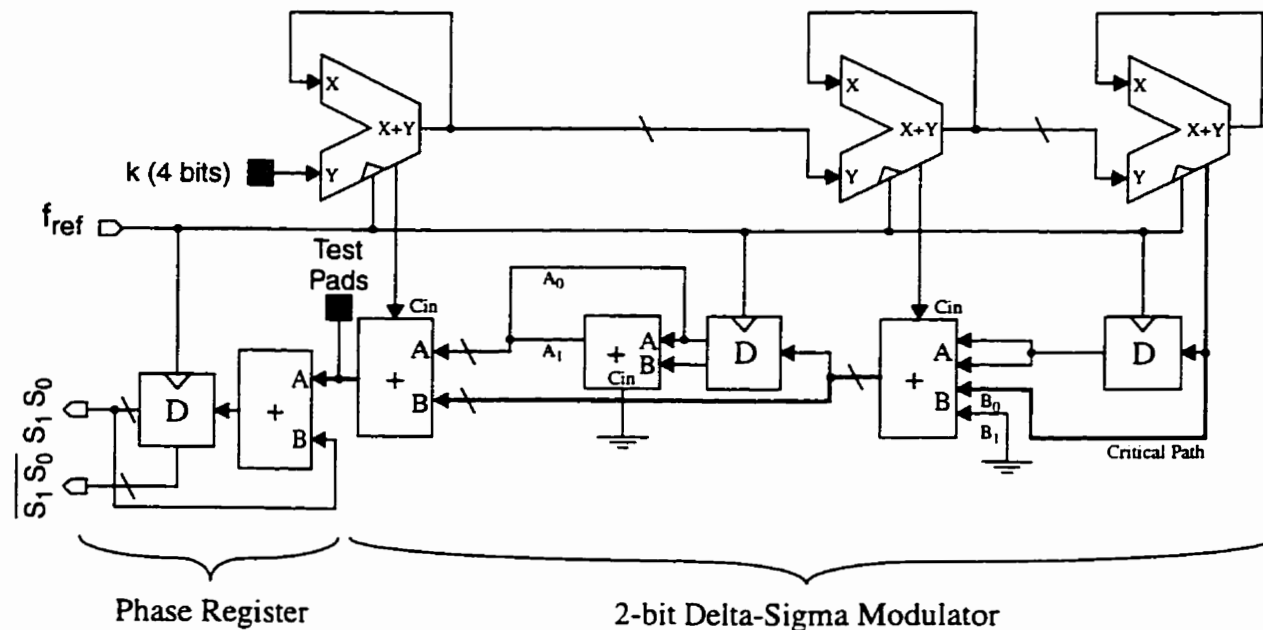 X
X+Y
Y
X
X+Y
Y
X
X+Y
Y
k (4 bits)
f_ref
Test
Pads
Cin
A
+
B
A_0
A_1
A
+
B
Cin
D
Cin
A
+
B
B_0
B_1
D
Critical Path
S_1 S_0
S_1 S_0
D
A
+
B
Phase Register
2-bit Delta-Sigma Modulator